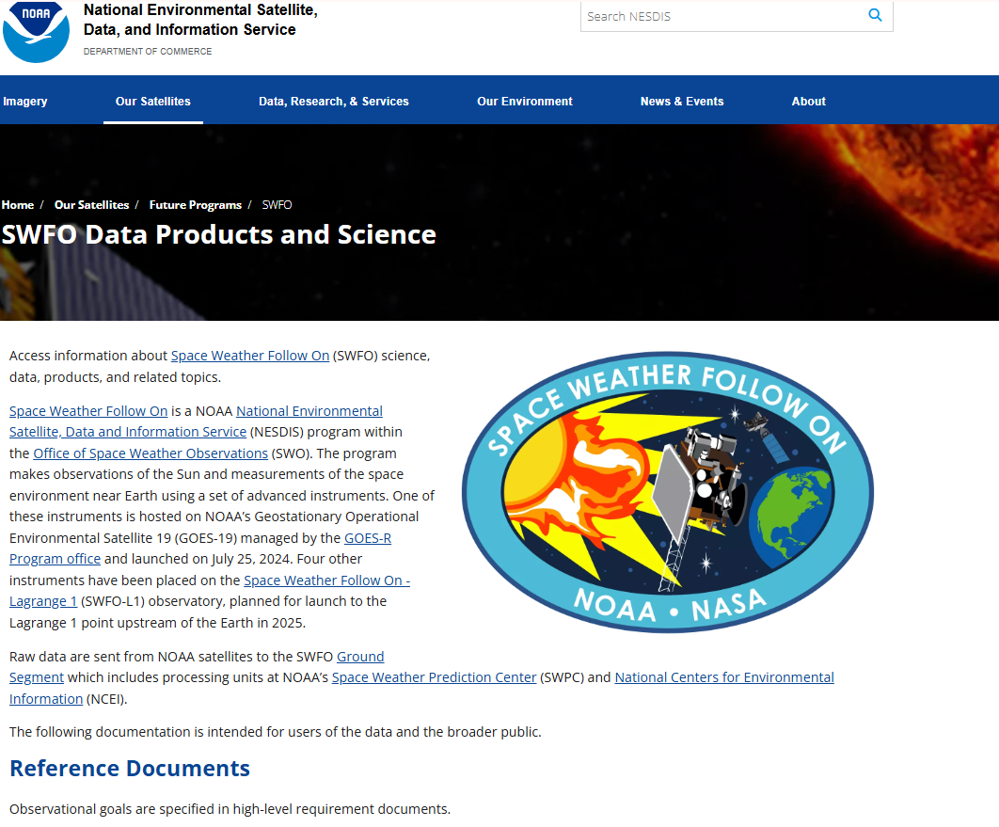 NOAA
National Environmental Satellite,
Data, and Information Service
DEPARTMENT OF COMMERCE
Search NESDIS
Imagery
Our Satellites
Data, Research, & Services
Our Environment
News & Events
About
Home / Our Satellites / Future Programs / SWFO
SWFO Data Products and Science
Access information about Space Weather Follow On (SWFO) science,
data, products, and related topics.
Space Weather Follow On is a NOAA National Environmental
Satellite, Data and Information Service (NESDIS) program within
the Office of Space Weather Observations (SWO). The program
makes observations of the Sun and measurements of the space
environment near Earth using a set of advanced instruments. One of
these instruments is hosted on NOAA’s Geostationary Operational
Environmental Satellite 19 (GOES-19) managed by the GOES-R
Program office and launched on July 25, 2024. Four other
instruments have been placed on the Space Weather Follow On -
Lagrange 1 (SWFO-L1) observatory, planned for launch to the
Lagrange 1 point upstream of the Earth in 2025.
SPACE WEATHER FOLLOW ON
NOAA • NASA
Raw data are sent from NOAA satellites to the SWFO Ground
Segment which includes processing units at NOAA’s Space Weather Prediction Center (SWPC) and National Centers for Environmental
Information (NCEI).
The following documentation is intended for users of the data and the broader public.
Reference Documents
Observational goals are specified in high-level requirement documents.